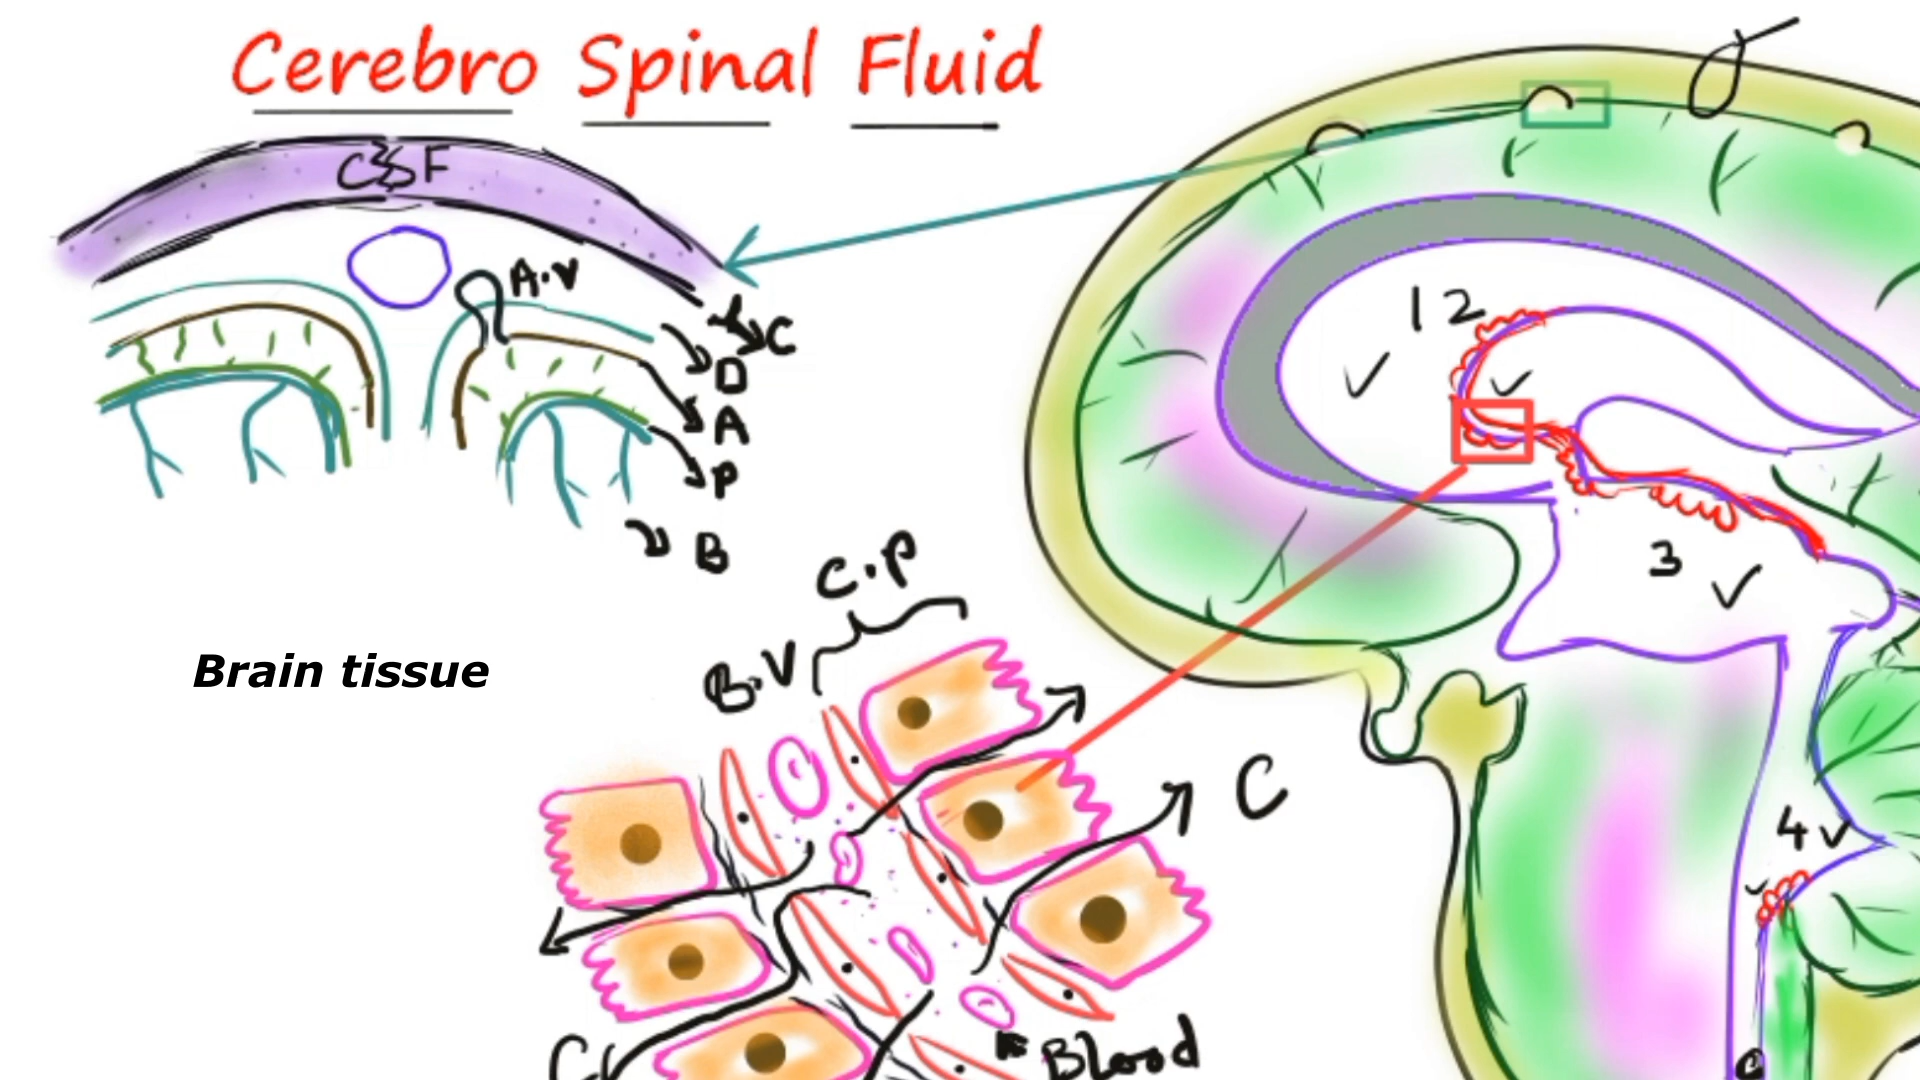 Cerebro Spinal Fluid
CSF
A.V
C
D
A
P
B
1 2
3
4
C.P
B.V
Brain tissue
C
Blood